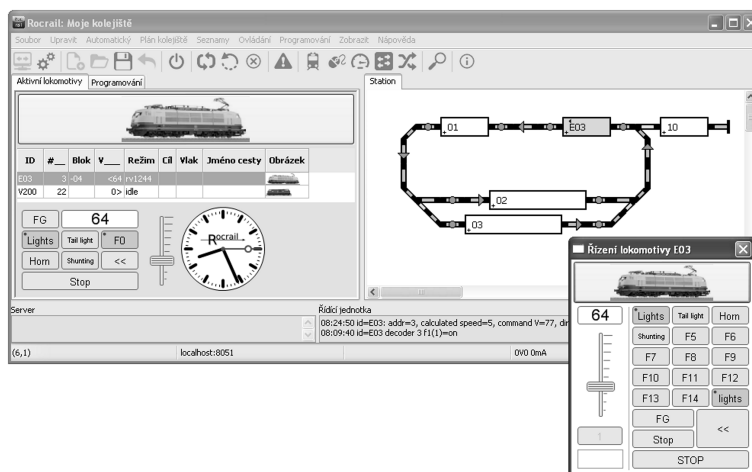 Rocrail: Moje kolejiště
Soubor Upravit Automatický Plán kolejiště Seznamy Ovládání Programování Zobrazit Nápověda
Aktivní lokomotivy Programování
Station
ID #__ Blok V___ Režim Cíl Vlak Jméno cesty Obrázek
E03 3 -04 <64 rv1244
V200 22 0> idle
FG 64
Lights Tail light F0
Horn Shunting <<
Stop
Rocrail
01 E03 10
02
03
Server
Řídící jednotka
08:24:50 id=E03: addr=3, calculated speed=5, command V=77, dir
08:09:40 id=E03 decoder 3 f1(1)=on
(6,1) localhost:8051 0V0 0mA
Řízení lokomotivy E03
64
Lights Tail light Horn
Shunting F5 F6
F7 F8 F9
F10 F11 F12
F13 F14 lights
FG
<<
1 Stop
STOP